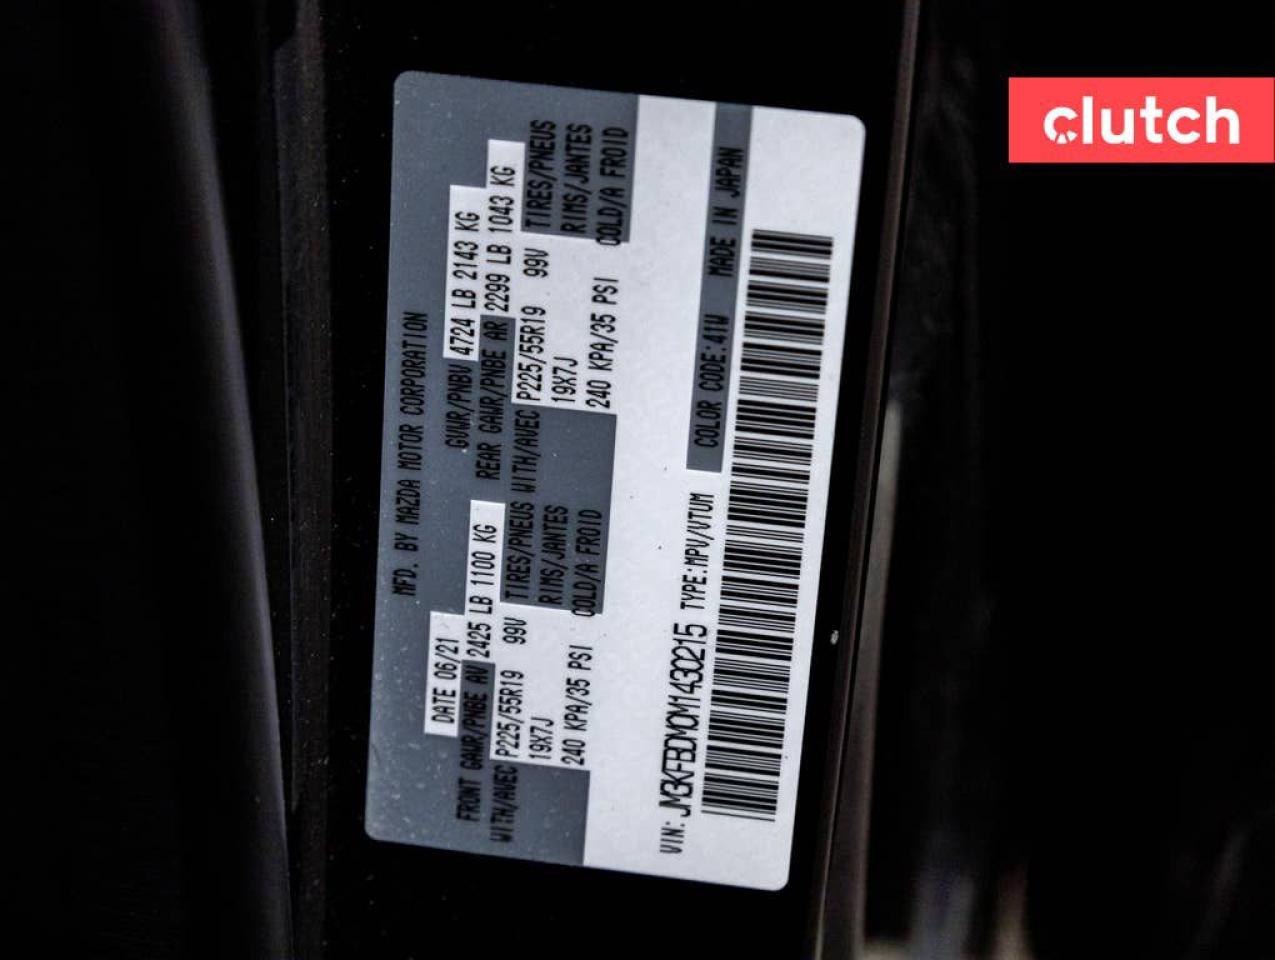 clutch
MFD. BY MAZDA MOTOR CORPORATION
DATE 06/21 GVWR/PNBV 4724 LB 2143 KG
FRONT GAWR/PNBE AV 2425 LB 1100 KG REAR GAWR/PNBE AR 2299 LB 1043 KG
WITH/AVEC P225/55R19 99V TIRES/PNEUS WITH/AVEC P225/55R19 99V TIRES/PNEUS
19X7J RIMS/JANTES 19X7J RIMS/JANTES
240 KPA/35 PSI COLD/A FROID 240 KPA/35 PSI COLD/A FROID
VIN: JM3KFBDM0M1430215 TYPE:MPV/VTUM COLOR CODE:41W MADE IN JAPAN